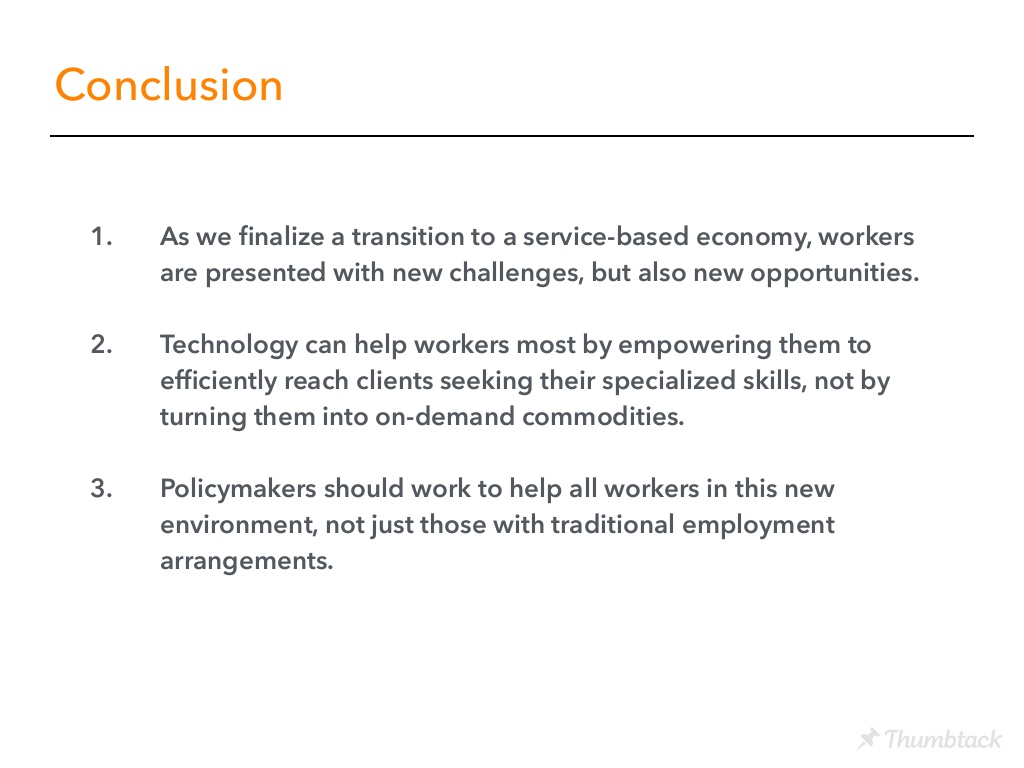 Conclusion
1. As we finalize a transition to a service-based economy, workers
are presented with new challenges, but also new opportunities.
2. Technology can help workers most by empowering them to
efficiently reach clients seeking their specialized skills, not by
turning them into on-demand commodities.
3. Policymakers should work to help all workers in this new
environment, not just those with traditional employment
arrangements.
Thumbtack